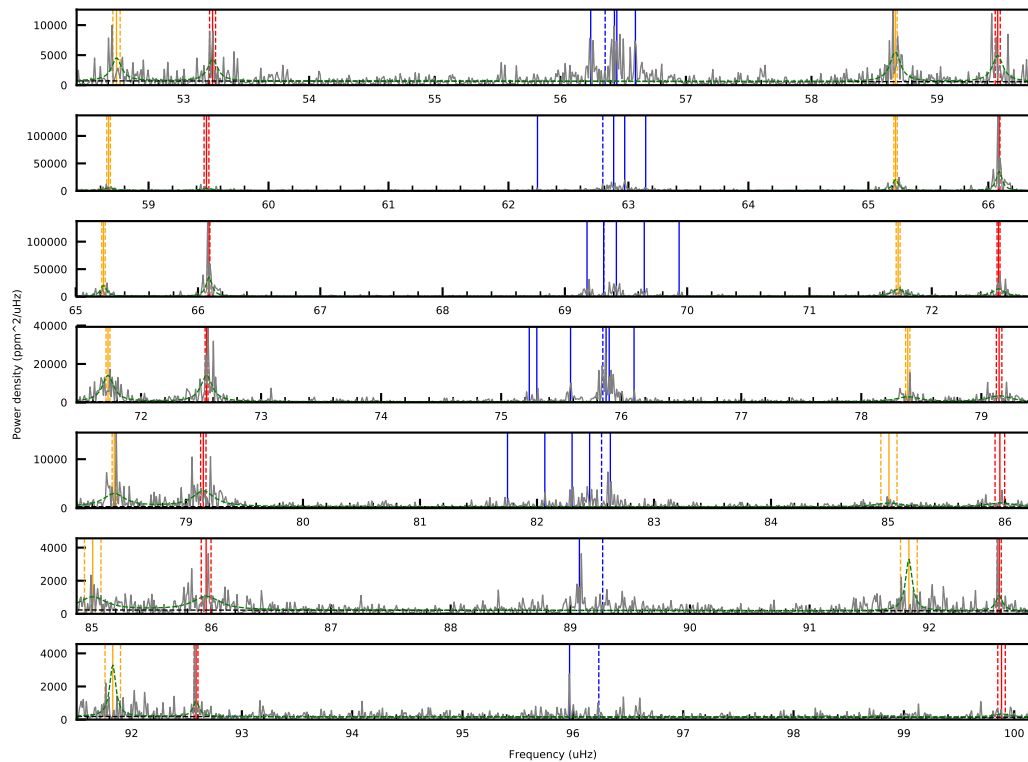 10000
5000
0
53 54 55 56 57 58 59
100000
50000
0
59 60 61 62 63 64 65 66
100000
50000
0
65 66 67 68 69 70 71 72
Power density (ppm^2/uHz)
40000
20000
0
72 73 74 75 76 77 78 79
10000
0
79 80 81 82 83 84 85 86
4000
2000
0
85 86 87 88 89 90 91 92
4000
2000
0
92 93 94 95 96 97 98 99 100
Frequency (uHz)